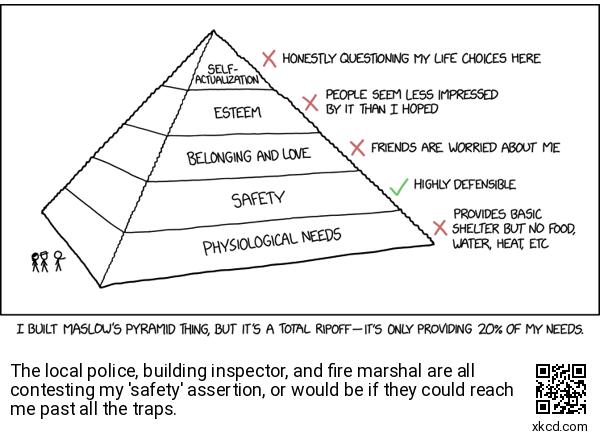 SELF-
ACTUALIZATION
HONESTLY QUESTIONING MY LIFE CHOICES HERE
ESTEEM
PEOPLE SEEM LESS IMPRESSED
BY IT THAN I HOPED
BELONGING AND LOVE
FRIENDS ARE WORRIED ABOUT ME
SAFETY
HIGHLY DEFENSIBLE
PHYSIOLOGICAL NEEDS
PROVIDES BASIC
SHELTER BUT NO FOOD,
WATER, HEAT, ETC
I BUILT MASLOW'S PYRAMID THING, BUT IT'S A TOTAL RIPOFF—IT'S ONLY PROVIDING 20% OF MY NEEDS.
The local police, building inspector, and fire marshal are all
contesting my 'safety' assertion, or would be if they could reach
me past all the traps.
xkcd.com